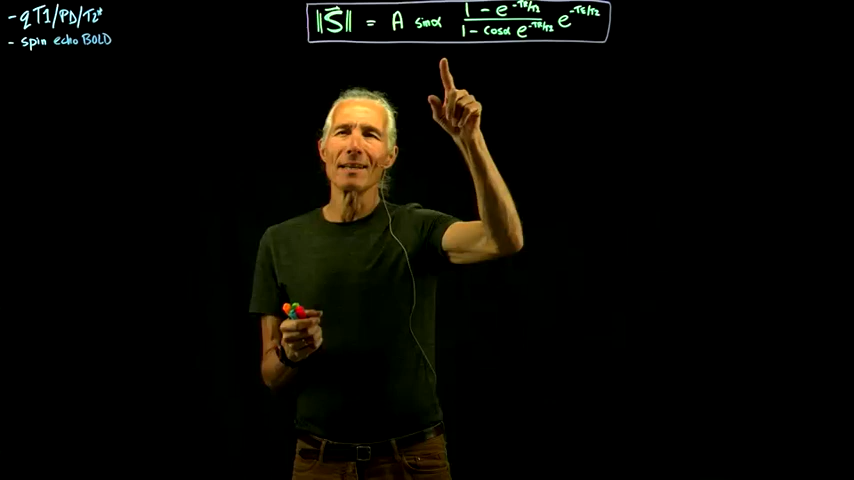 - qT1/PD/T2*
- spin echo BOLD
‖S⃗‖ = A sinα (1 - e^-TR/T1)/(1 - cosα e^-TR/T1) e^-TE/T2